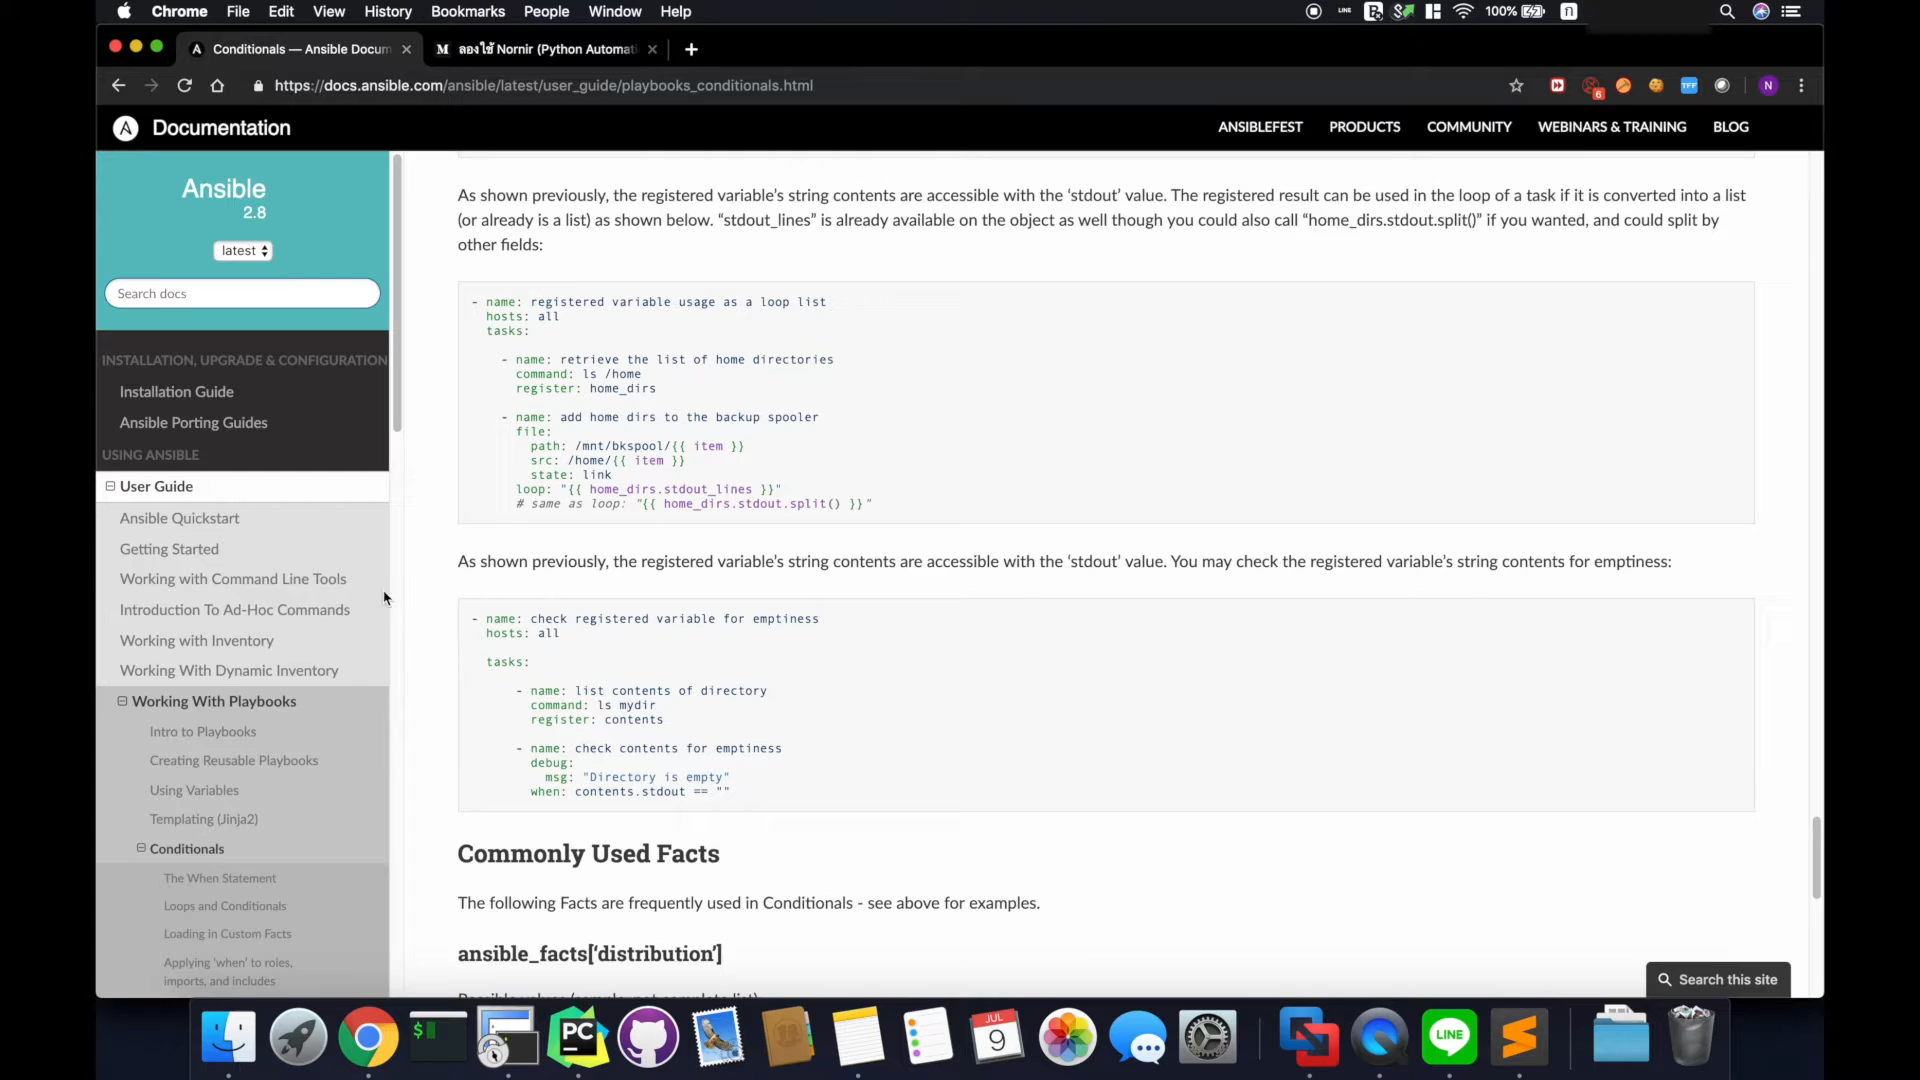 Chrome File Edit View History Bookmarks People Window Help
LINE
100%
ก
A Conditionals — Ansible Docum
M ลองใช้ Nornir (Python Automati
https://docs.ansible.com/ansible/latest/user_guide/playbooks_conditionals.html
6
TFF
N
A Documentation
ANSIBLEFEST PRODUCTS COMMUNITY WEBINARS & TRAINING BLOG
Ansible
2.8
latest
Search docs
INSTALLATION, UPGRADE & CONFIGURATION
Installation Guide
Ansible Porting Guides
USING ANSIBLE
User Guide
Ansible Quickstart
Getting Started
Working with Command Line Tools
Introduction To Ad-Hoc Commands
Working with Inventory
Working With Dynamic Inventory
Working With Playbooks
Intro to Playbooks
Creating Reusable Playbooks
Using Variables
Templating (Jinja2)
Conditionals
The When Statement
Loops and Conditionals
Loading in Custom Facts
Applying ‘when’ to roles,
imports, and includes
As shown previously, the registered variable’s string contents are accessible with the ‘stdout’ value. The registered result can be used in the loop of a task if it is converted into a list
(or already is a list) as shown below. “stdout_lines” is already available on the object as well though you could also call “home_dirs.stdout.split()” if you wanted, and could split by
other fields:
- name: registered variable usage as a loop list
hosts: all
tasks:
- name: retrieve the list of home directories
command: ls /home
register: home_dirs
- name: add home dirs to the backup spooler
file:
path: /mnt/bkspool/{{ item }}
src: /home/{{ item }}
state: link
loop: "{{ home_dirs.stdout_lines }}"
# same as loop: "{{ home_dirs.stdout.split() }}"
As shown previously, the registered variable’s string contents are accessible with the ‘stdout’ value. You may check the registered variable’s string contents for emptiness:
- name: check registered variable for emptiness
hosts: all
tasks:
- name: list contents of directory
command: ls mydir
register: contents
- name: check contents for emptiness
debug:
msg: "Directory is empty"
when: contents.stdout == ""
Commonly Used Facts
The following Facts are frequently used in Conditionals - see above for examples.
ansible_facts[‘distribution’]
Search this site
$
PC
JUL
9
LINE